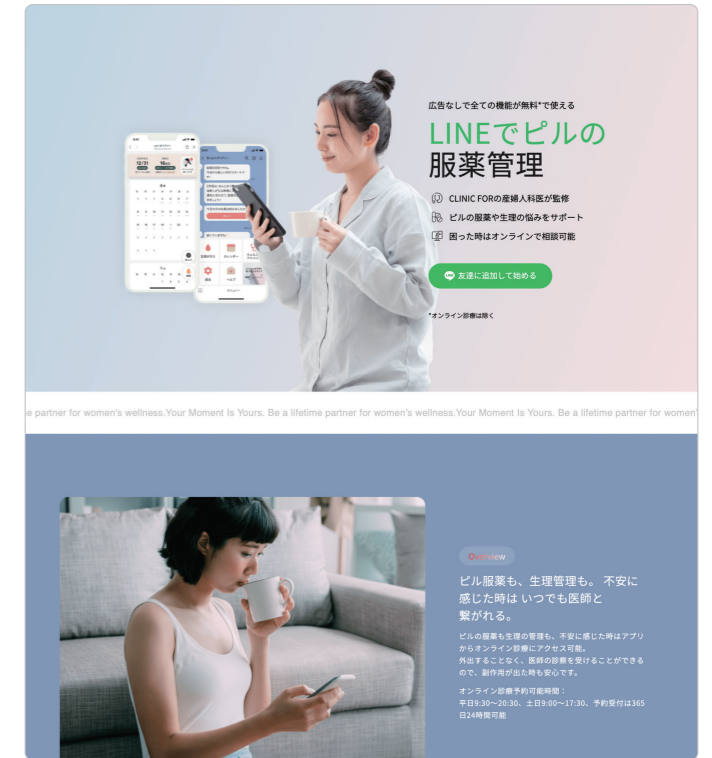 広告なしで全ての機能が無料*で使える
LINEでピルの
服薬管理
CLINIC FORの産婦人科医が監修
ピルの服薬や生理の悩みをサポート
困った時はオンラインで相談可能
友達に追加して始める
*オンライン診療は除く
e partner for women's wellness.Your Moment Is Yours. Be a lifetime partner for women's wellness.Your Moment Is Yours. Be a lifetime partner for women'
Overview
ピル服薬も、生理管理も。 不安に
感じた時は いつでも医師と
繋がれる。
ピルの服薬も生理の管理も、不安に感じた時はアプリ
からオンライン診療にアクセス可能。
外出することなく、医師の診察を受けることができる
ので、副作用が出た時も安心です。
オンライン診療予約可能時間：
平日9:30〜20:30、土日9:00〜17:30、予約受付は365
日24時間可能